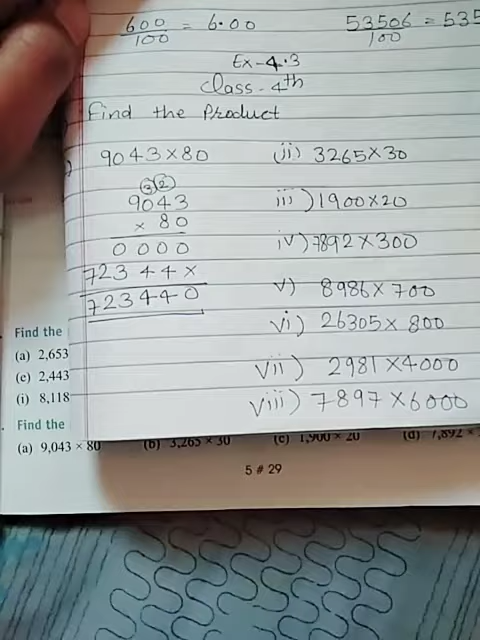 600/100 = 6.00
53506/100 = 535
Ex-4.3
Class-4th
Find the Product
9043×80
③②
9043
× 80
0000
72344×
723440
ii) 3265×30
iii) 1900×20
iv) 7892×300
v) 8986×700
vi) 26305×800
vii) 2981×4000
viii) 7897×6000
Find the
(a) 2,653
(e) 2,443
(i) 8,118
Find the
(a) 9,043 × 80 (b) 3,265 × 30 (c) 1,900 × 20 (d) 7,892 ×
5 # 29